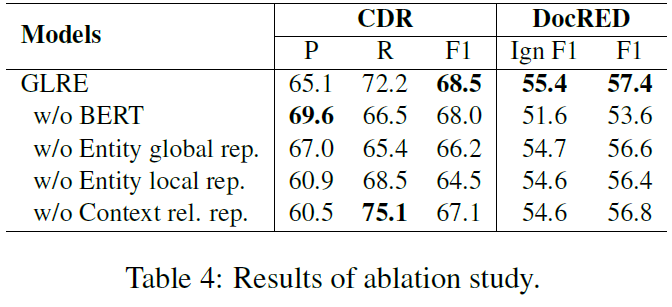 Models CDR DocRED
P R F1 Ign F1 F1
GLRE 65.1 72.2 68.5 55.4 57.4
w/o BERT 69.6 66.5 68.0 51.6 53.6
w/o Entity global rep. 67.0 65.4 66.2 54.7 56.6
w/o Entity local rep. 60.9 68.5 64.5 54.6 56.4
w/o Context rel. rep. 60.5 75.1 67.1 54.6 56.8
Table 4: Results of ablation study.